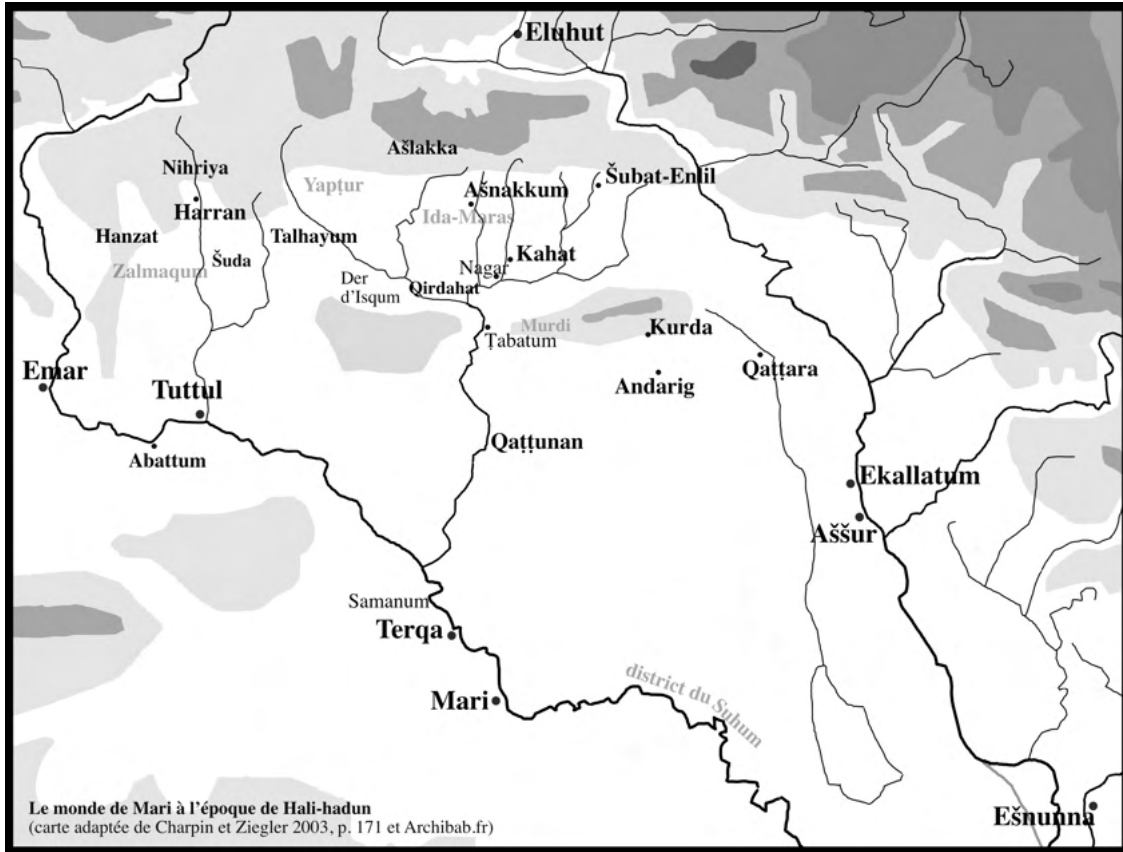 Eluhut
Ašlakka
Nihriya
Yapṭur
Ašnakkum
Šubat-Enlil
Harran
Ida-Maras
Hanzat
Talhayum
Šuda
Kahat
Zalmaqum
Nagar
Der
d'Isqum
Qirdahat
Murdi
Kurda
Ṭabatum
Qaṭṭara
Emar
Tuttul
Andarig
Qaṭṭunan
Abattum
Ekallatum
Aššur
Samanum
Terqa
district du Suhum
Mari
Le monde de Mari à l'époque de Hali-hadun
(carte adaptée de Charpin et Ziegler 2003, p. 171 et Archibab.fr)
Ešnunna